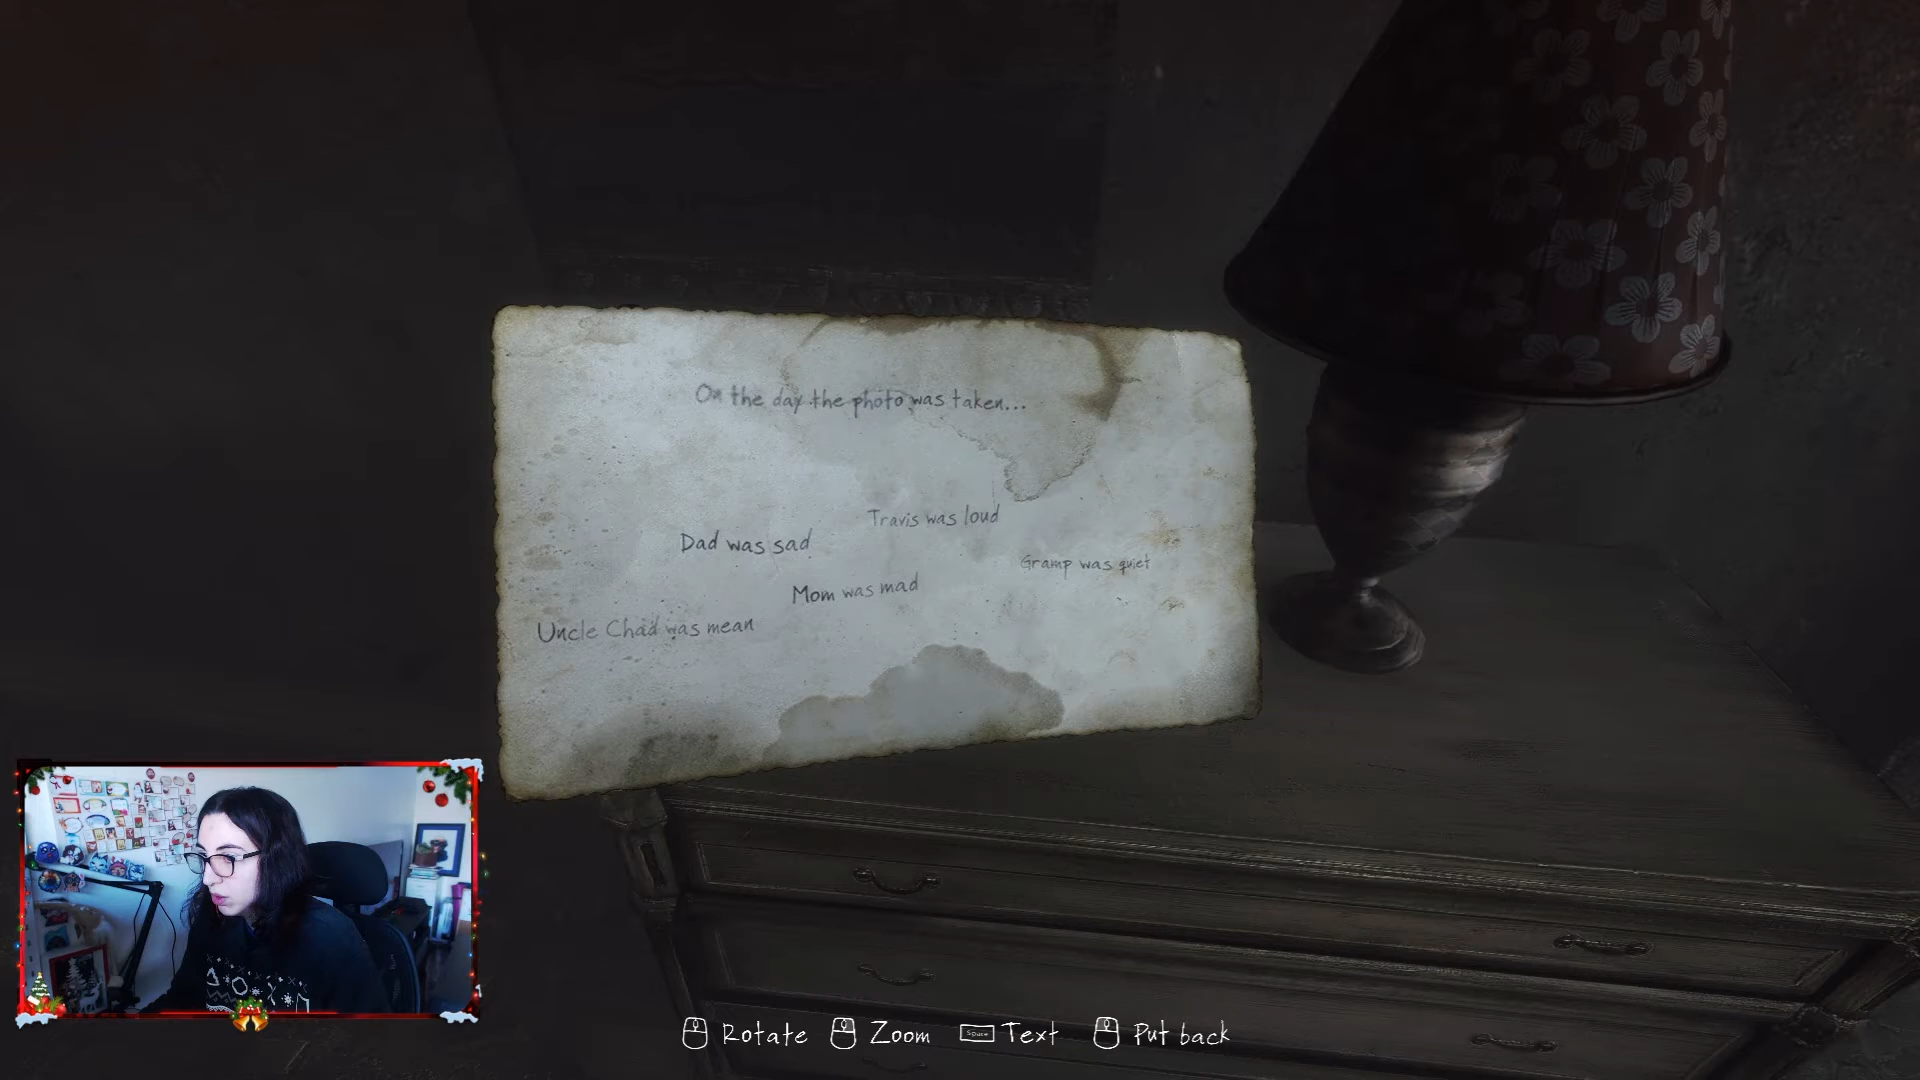 On the day the photo was taken...
Travis was loud
Dad was sad
Gramp was quiet
Mom was mad
Uncle Chad was mean
Rotate
Zoom
Space
Text
Put back